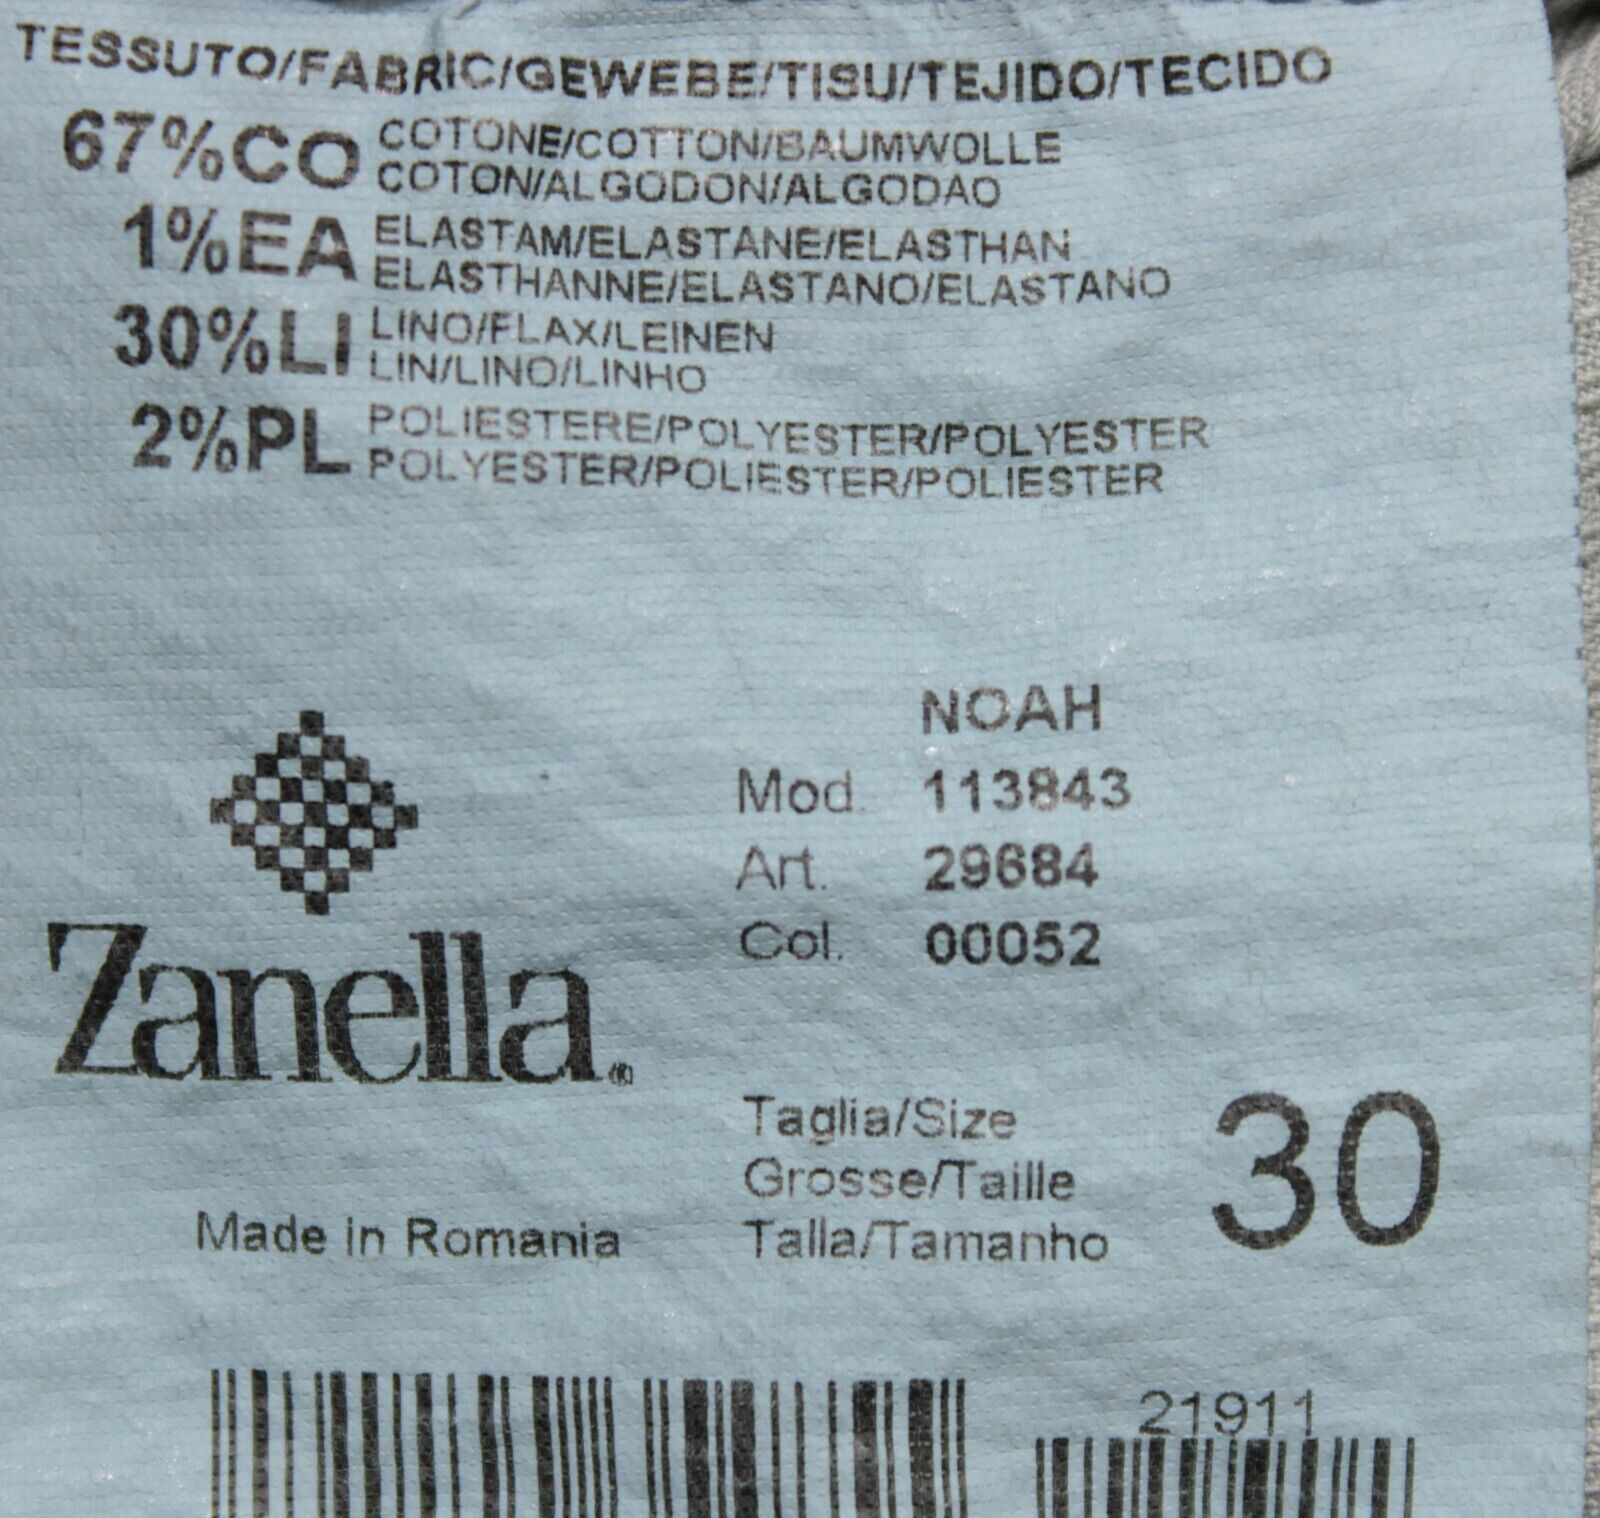 TESSUTO/FABRIC/GEWEBE/TISU/TEJIDO/TECIDO
67%CO COTONE/COTTON/BAUMWOLLE
COTON/ALGODON/ALGODAO
1%EA ELASTAM/ELASTANE/ELASTHAN
ELASTHANNE/ELASTANO/ELASTANO
30%LI LINO/FLAX/LEINEN
LIN/LINO/LINHO
2%PL POLIESTERE/POLYESTER/POLYESTER
POLYESTER/POLIESTER/POLIESTER
NOAH
Mod. 113843
Art. 29684
Col. 00052
Zanella®
Taglia/Size
Grosse/Taille
Talla/Tamanho
30
Made in Romania
21911